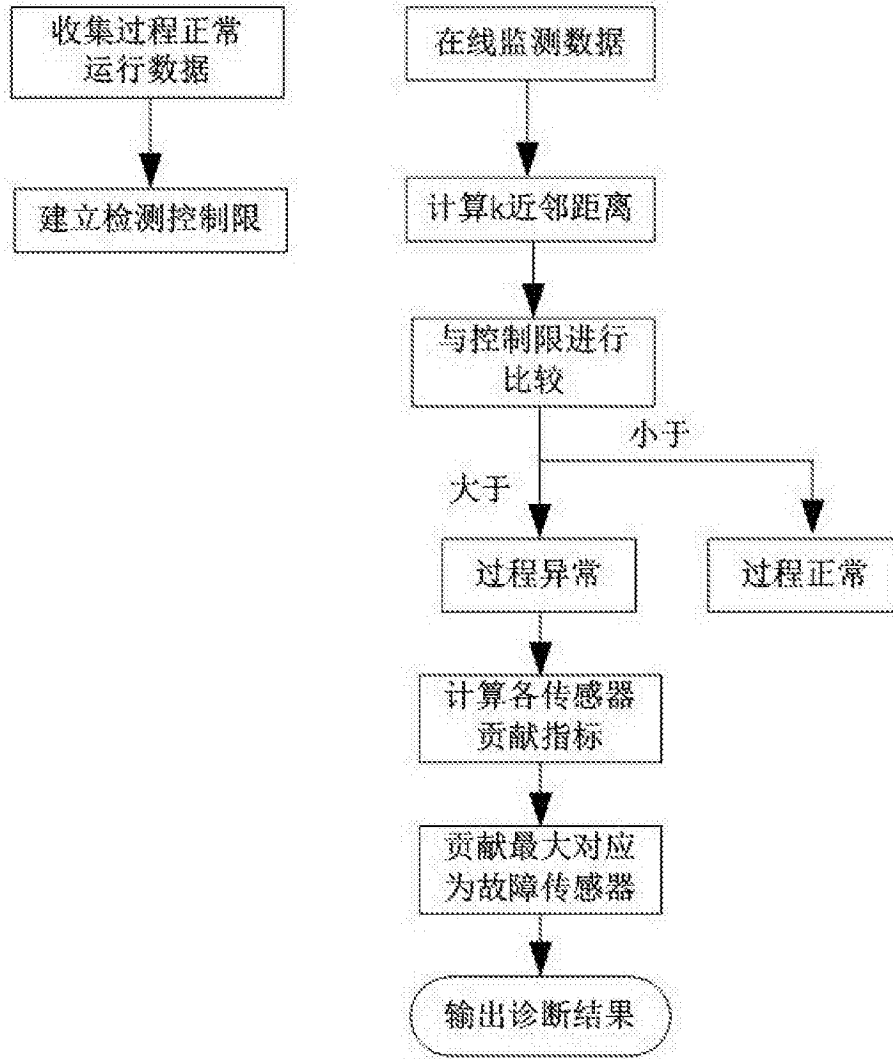 收集过程正常
运行数据
建立检测控制限
在线监测数据
计算k近邻距离
与控制限进行
比较
小于
大于
过程异常
过程正常
计算各传感器
贡献指标
贡献最大对应
为故障传感器
输出诊断结果